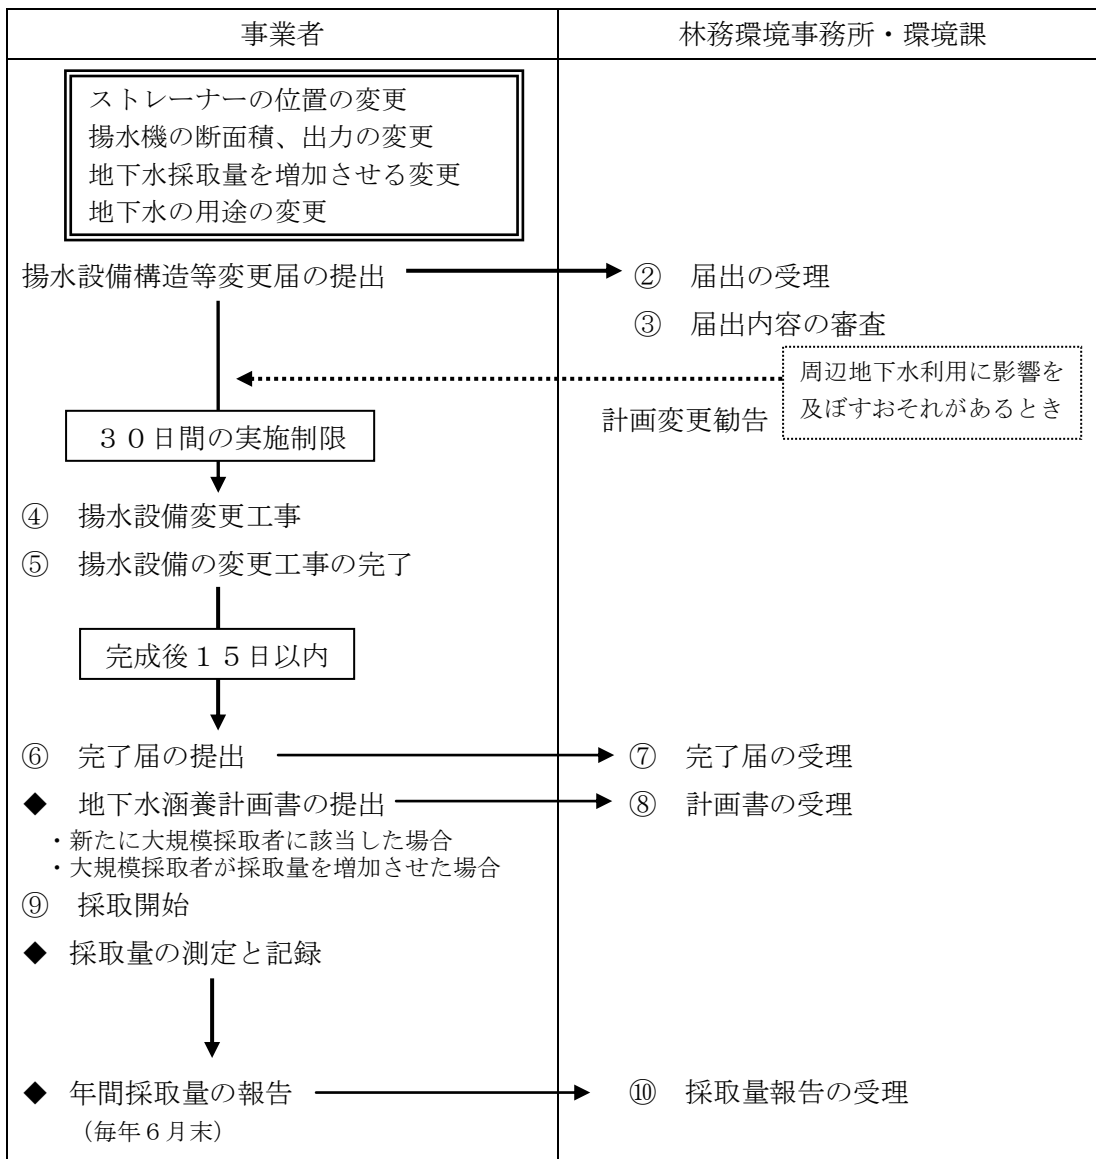 事業者
林務環境事務所・環境課
ストレーナーの位置の変更
揚水機の断面積、出力の変更
地下水採取量を増加させる変更
地下水の用途の変更
揚水設備構造等変更届の提出
② 届出の受理
③ 届出内容の審査
周辺地下水利用に影響を
及ぼすおそれがあるとき
計画変更勧告
30日間の実施制限
④ 揚水設備変更工事
⑤ 揚水設備の変更工事の完了
完成後15日以内
⑥ 完了届の提出
⑦ 完了届の受理
◆ 地下水涵養計画書の提出
⑧ 計画書の受理
・新たに大規模採取者に該当した場合
・大規模採取者が採取量を増加させた場合
⑨ 採取開始
◆ 採取量の測定と記録
◆ 年間採取量の報告
⑩ 採取量報告の受理
（毎年6月末）